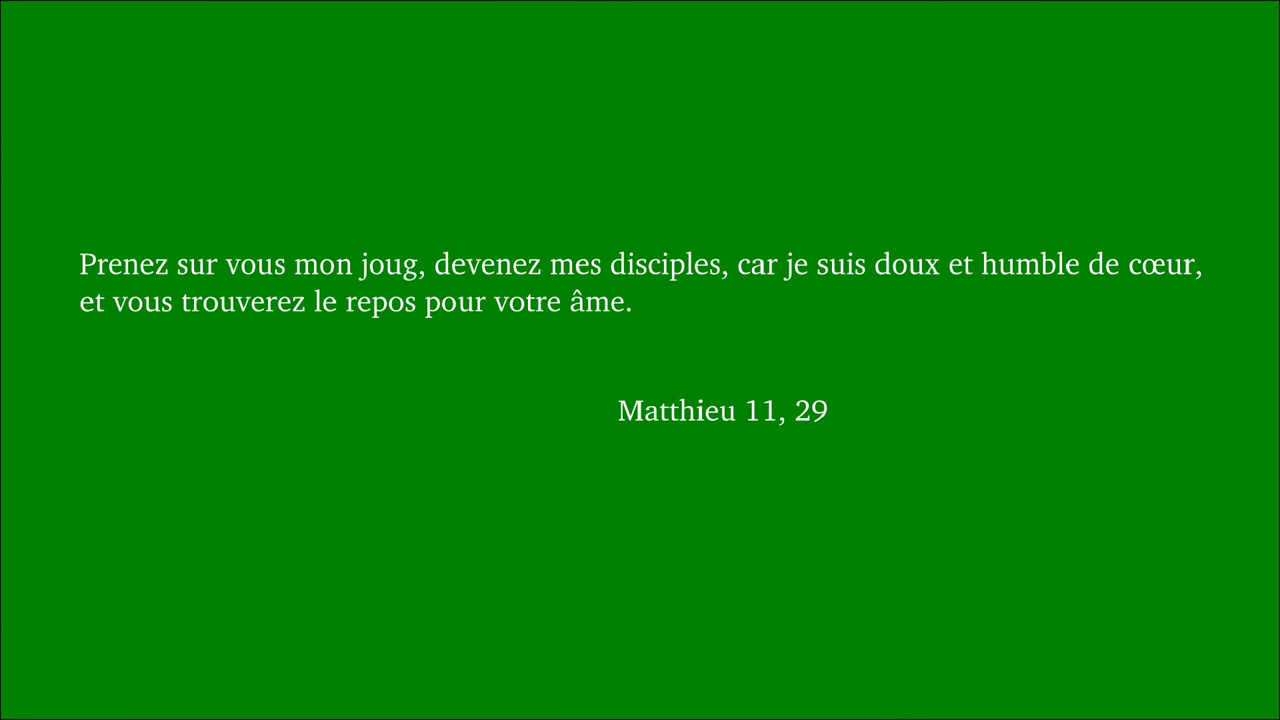 Prenez sur vous mon joug, devenez mes disciples, car je suis doux et humble de cœur,
et vous trouverez le repos pour votre âme.
Matthieu 11, 29